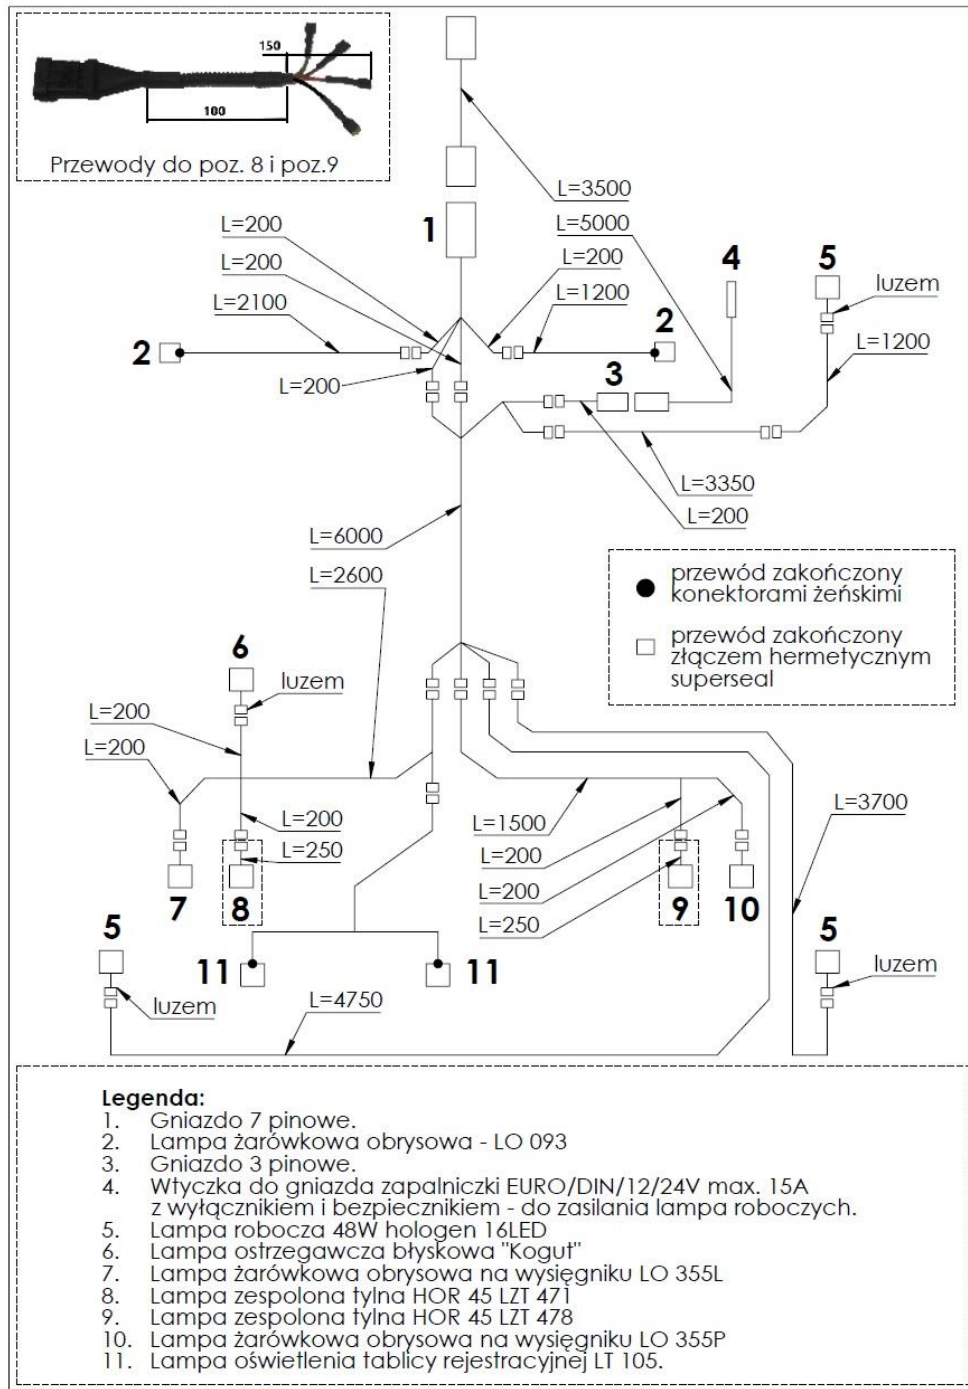 150
100
Przewody do poz. 8 i poz.9
L=3500
L=200
1
L=5000
4
5
L=200
L=200
luzem
L=2100
L=1200
2
2
L=1200
L=200
3
L=3350
L=200
L=6000
L=2600
przewód zakończony
konektorami żeńskimi
przewód zakończony
złączem hermetycznym
superseal
6
luzem
L=200
L=200
L=200
L=1500
L=3700
L=250
L=200
L=200
7
8
L=250
9
10
5
11
11
5
luzem
luzem
L=4750
Legenda:
1. Gniazdo 7 pinowe.
2. Lampa żarówkowa obrysowa - LO 093
3. Gniazdo 3 pinowe.
4. Wtyczka do gniazda zapalniczki EURO/DIN/12/24V max. 15A
z wyłącznikiem i bezpiecznikiem - do zasilania lampa roboczych.
5. Lampa robocza 48W hologen 16LED
6. Lampa ostrzegawcza błyskowa "Kogut"
7. Lampa żarówkowa obrysowa na wysięgniku LO 355L
8. Lampa zespolona tylna HOR 45 LZT 471
9. Lampa zespolona tylna HOR 45 LZT 478
10. Lampa żarówkowa obrysowa na wysięgniku LO 355P
11. Lampa oświetlenia tablicy rejestracyjnej LT 105.